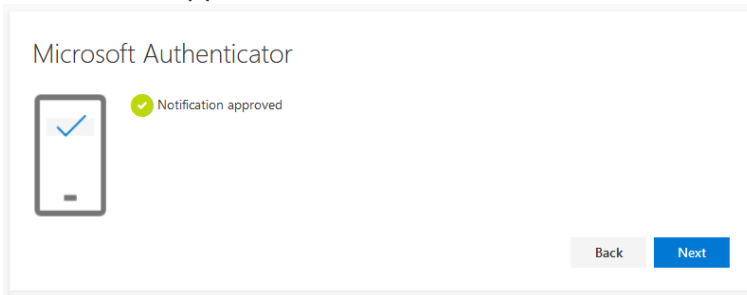 Microsoft Authenticator
Notification approved
Back
Next